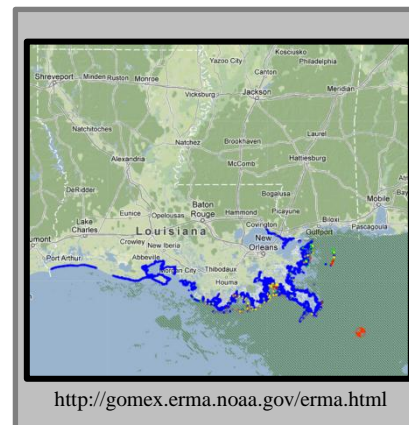 Kosciusko
Yazoo City
Philadelphia
Canton
Shreveport Minden Ruston Monroe
Vicksburg
Jackson
Meridian
Natchitoches
Laurel
Natchez
Brookhaven
Alexandria
Hattiesburg
McComb
DeRidder
Bogalusa
Baton Rouge
Mobile
Eunice Opelousas
Hammond Picayune
Lake Charles
Covington
Biloxi
Gulfport
Pascagoula
Louisiana
Crowley New Iberia
New Orleans
Abbeville
Port Arthur
Morgan City Thibodaux
Houma
http://gomex.erma.noaa.gov/erma.html